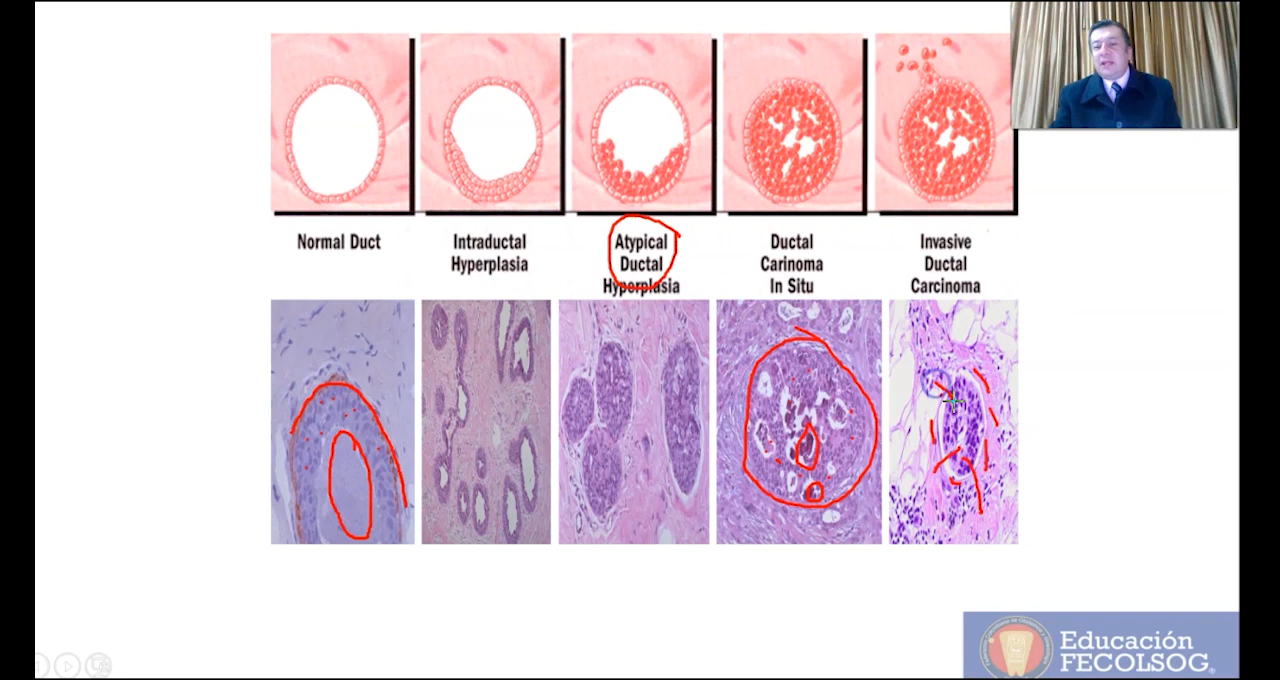 Normal Duct
Intraductal
Hyperplasia
Atypical
Ductal
Hyperplasia
Ductal
Carinoma
In Situ
Invasive
Ductal
Carcinoma
Educación
FECOLSOG